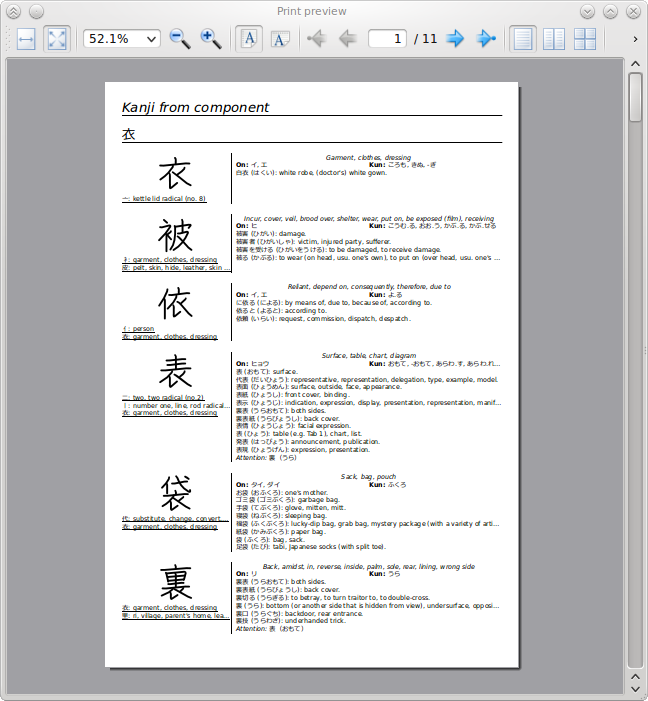 Print preview
52.1%
1 / 11
Kanji from component
衣
衣
亠: kettle lid radical (no. 8)
Garment, clothes, dressing
On: イ, エ Kun: ころも, きぬ, -ぎ
白衣 (はくい): white robe, (doctor's) white gown.
被
衤: garment, clothes, dressing
皮: pelt, skin, hide, leather, skin ...
Incur, cover, veil, brood over, shelter, wear, put on, be exposed (film), receiving
On: ヒ Kun: こうむ.る, おお.う, かぶ.る, かぶ.せる
被害 (ひがい): damage.
被害者 (ひがいしゃ): victim, injured party, sufferer.
被害を受ける (ひがいをうける): to be damaged, to receive damage.
被る (かぶる): to wear (on head, usu. one's own), to put on (over head, usu. one's ...
依
亻: person
衣: garment, clothes, dressing
Reliant, depend on, consequently, therefore, due to
On: イ, エ Kun: よ.る
に依る (による): by means of, due to, because of, according to.
依ると (よると): according to.
依頼 (いらい): request, commission, dispatch, despatch.
表
二: two, two radical (no.2)
丨: number one, line, rod radical...
衣: garment, clothes, dressing
Surface, table, chart, diagram
On: ヒョウ Kun: おもて, -おもて, あらわ.す, あらわ.れ...
表 (おもて): surface.
代表 (だいひょう): representative, representation, delegation, type, example, model.
表面 (ひょうめん): surface, outside, face, appearance.
表紙 (ひょうし): front cover, binding.
表示 (ひょうじ): indication, expression, display, presentation, representation, manif...
裏表 (うらおもて): both sides.
裏表紙 (うらびょうし): back cover.
表情 (ひょうじょう): facial expression.
表 (ひょう): table (e.g. Tab 1), chart, list.
発表 (はっぴょう): announcement, publication.
表現 (ひょうげん): expression, presentation.
Attention: 裏 (うら)
袋
代: substitute, change, convert,...
衣: garment, clothes, dressing
Sack, bag, pouch
On: タイ, ダイ Kun: ふくろ
お袋 (おふくろ): one's mother.
ゴミ袋 (ゴミぶくろ): garbage bag.
手袋 (てぶくろ): glove, mitten, mitt.
寝袋 (ねぶくろ): sleeping bag.
福袋 (ふくぶくろ): lucky-dip bag, grab bag, mystery package (with a variety of arti...
紙袋 (かみぶくろ): paper bag.
袋 (ふくろ): bag, sack.
足袋 (たび): tabi, Japanese socks (with split toe).
裏
衣: garment, clothes, dressing
里: ri, village, parent's home, lea...
Back, amidst, in, reverse, inside, palm, sole, rear, lining, wrong side
On: リ Kun: うら
裏表 (うらおもて): both sides.
裏表紙 (うらびょうし): back cover.
裏切る (うらぎる): to betray, to turn traitor to, to double-cross.
裏 (うら): bottom (or another side that is hidden from view), undersurface, opposi...
裏口 (うらぐち): backdoor, rear entrance.
裏技 (うらわざ): underhanded trick.
Attention: 表 (おもて)